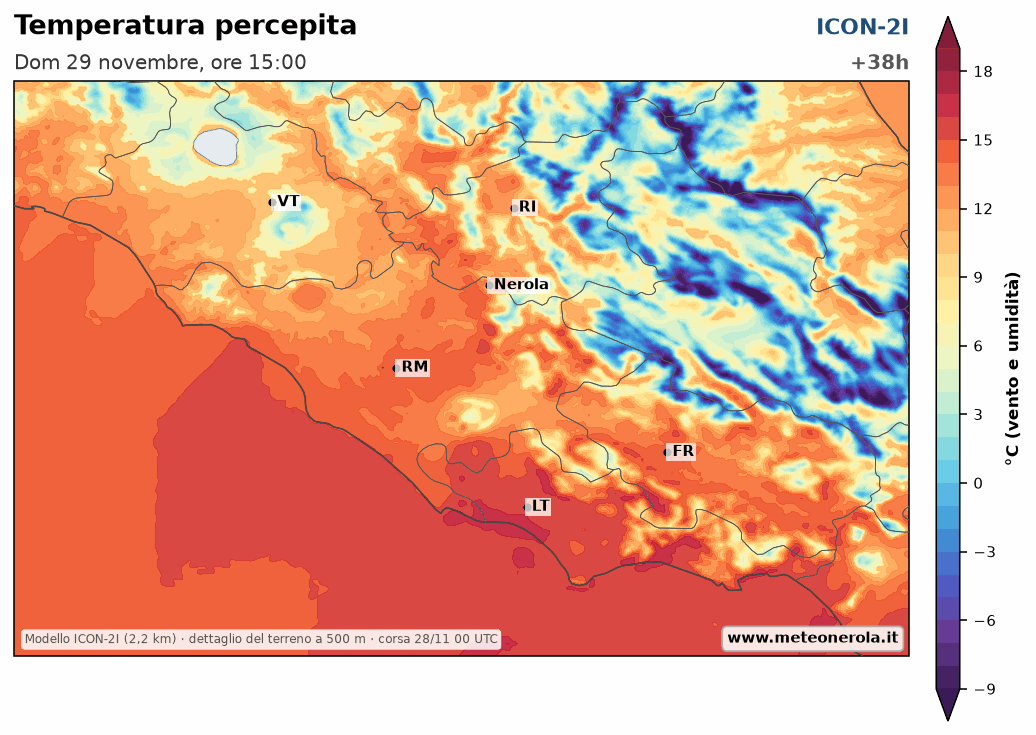 Temperatura percepita
ICON-2I
Dom 29 novembre, ore 15:00
+38h
VT
RI
Nerola
RM
FR
LT
18
15
12
9
6
3
0
−3
−6
−9
°C (vento e umidità)
Modello ICON-2I (2,2 km) · dettaglio del terreno a 500 m · corsa 28/11 00 UTC
www.meteonerola.it